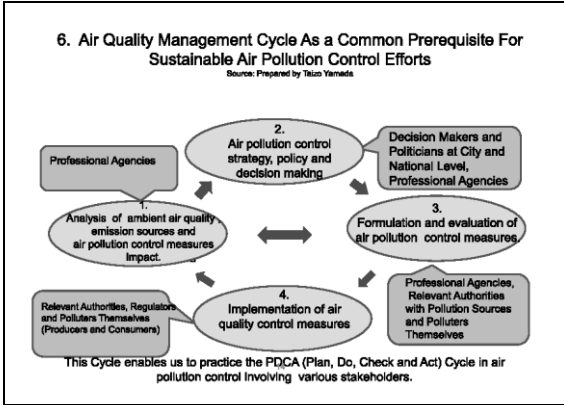 6. Air Quality Management Cycle As a Common Prerequisite For
Sustainable Air Pollution Control Efforts
Source: Prepared by Taizo Yamada
2.
Air pollution control
strategy, policy and
decision making
Decision Makers and
Politicians at City and
National Level,
Professional Agencies
Professional Agencies
1.
Analysis of ambient air quality,
emission sources and
air pollution control measures
Impact.
3.
Formulation and evaluation of
air pollution control measures.
4.
Implementation of air
quality control measures
Professional Agencies,
Relevant Authorities
with Pollution Sources
and Polluters
Themselves
Relevant Authorities, Regulators
and Polluters Themselves
(Producers and Consumers)
This Cycle enables us to practice the PDCA (Plan, Do, Check and Act) Cycle in air
pollution control Involving various stakeholders.